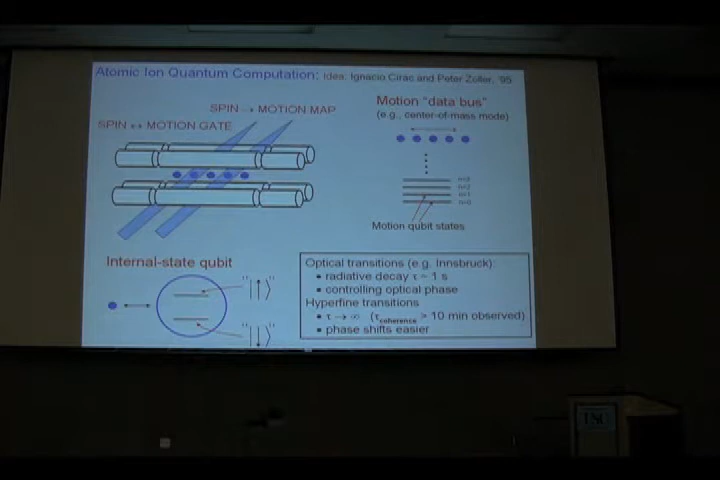 Atomic Ion Quantum Computation: Idea: Ignacio Cirac and Peter Zoller, '95
SPIN → MOTION MAP
SPIN ↔ MOTION GATE
Motion "data bus"
(e.g., center-of-mass mode)
n=3
n=2
n=1
n=0
Motion qubit states
Internal-state qubit
"|↑⟩"
"|↓⟩"
Optical transitions (e.g. Innsbruck):
• radiative decay τ ~ 1 s
• controlling optical phase
Hyperfine transitions
• τ → ∞ (τcoherence > 10 min observed)
• phase shifts easier
USC